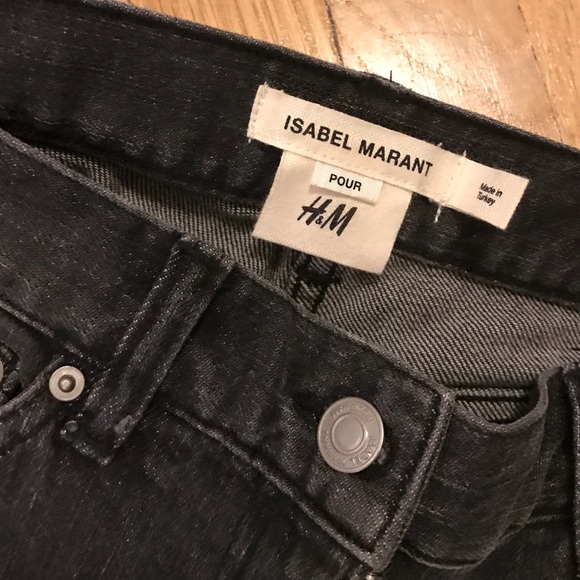 ISABEL MARANT
POUR
H&M
Made in
Turkey